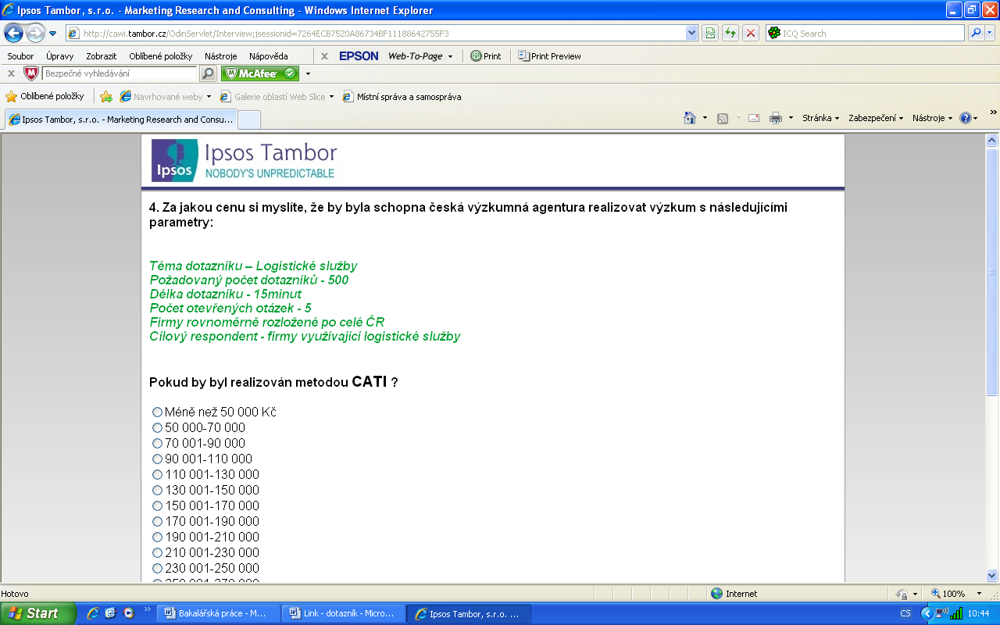 Ipsos Tambor, s.r.o. - Marketing Research and Consulting - Windows Internet Explorer
http://cawi.tambor.cz/OdinServlet/Interview;jsessionid=7264ECB7520A86734BF11188642755F3
ICQ Search
Soubor Úpravy Zobrazit Oblíbené položky Nástroje Nápověda
x EPSON Web-To-Page Print Print Preview
x Bezpečné vyhledávání McAfee
Oblíbené položky Navrhované weby Galerie oblastí Web Slice Místní správa a samospráva
Ipsos Tambor, s.r.o. - Marketing Research and Consu...
Stránka Zabezpečení Nástroje »
Ipsos
Ipsos Tambor
NOBODY'S UNPREDICTABLE
4. Za jakou cenu si myslíte, že by byla schopna česká výzkumná agentura realizovat výzkum s následujícími
parametry:
Téma dotazníku – Logistické služby
Požadovaný počet dotazníků - 500
Délka dotazníku - 15minut
Počet otevřených otázek - 5
Firmy rovnoměrně rozložené po celé ČR
Cílový respondent - firmy využívající logistické služby
Pokud by byl realizován metodou CATI ?
Méně než 50 000 Kč
50 000-70 000
70 001-90 000
90 001-110 000
110 001-130 000
130 001-150 000
150 001-170 000
170 001-190 000
190 001-210 000
210 001-230 000
230 001-250 000
250 001-270 000
Hotovo
Internet
100%
Start
»
Bakalářská práce - M...
Link - dotazník - Micro...
Ipsos Tambor, s.r.o. ...
CS
10:44